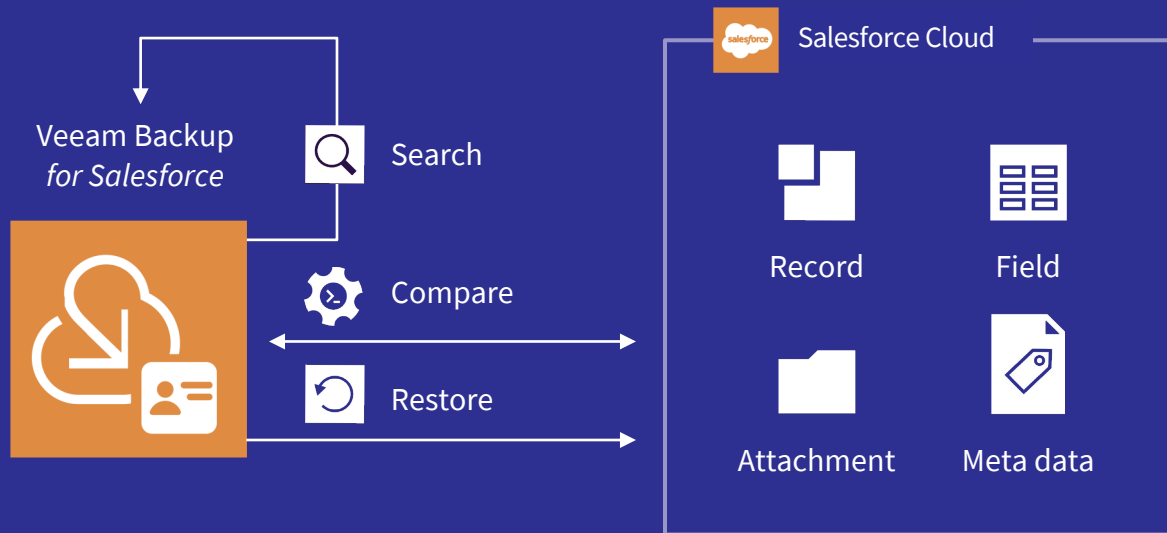 salesforce
Salesforce Cloud
Veeam Backup
for Salesforce
Search
Compare
Restore
Record
Field
Attachment
Meta data